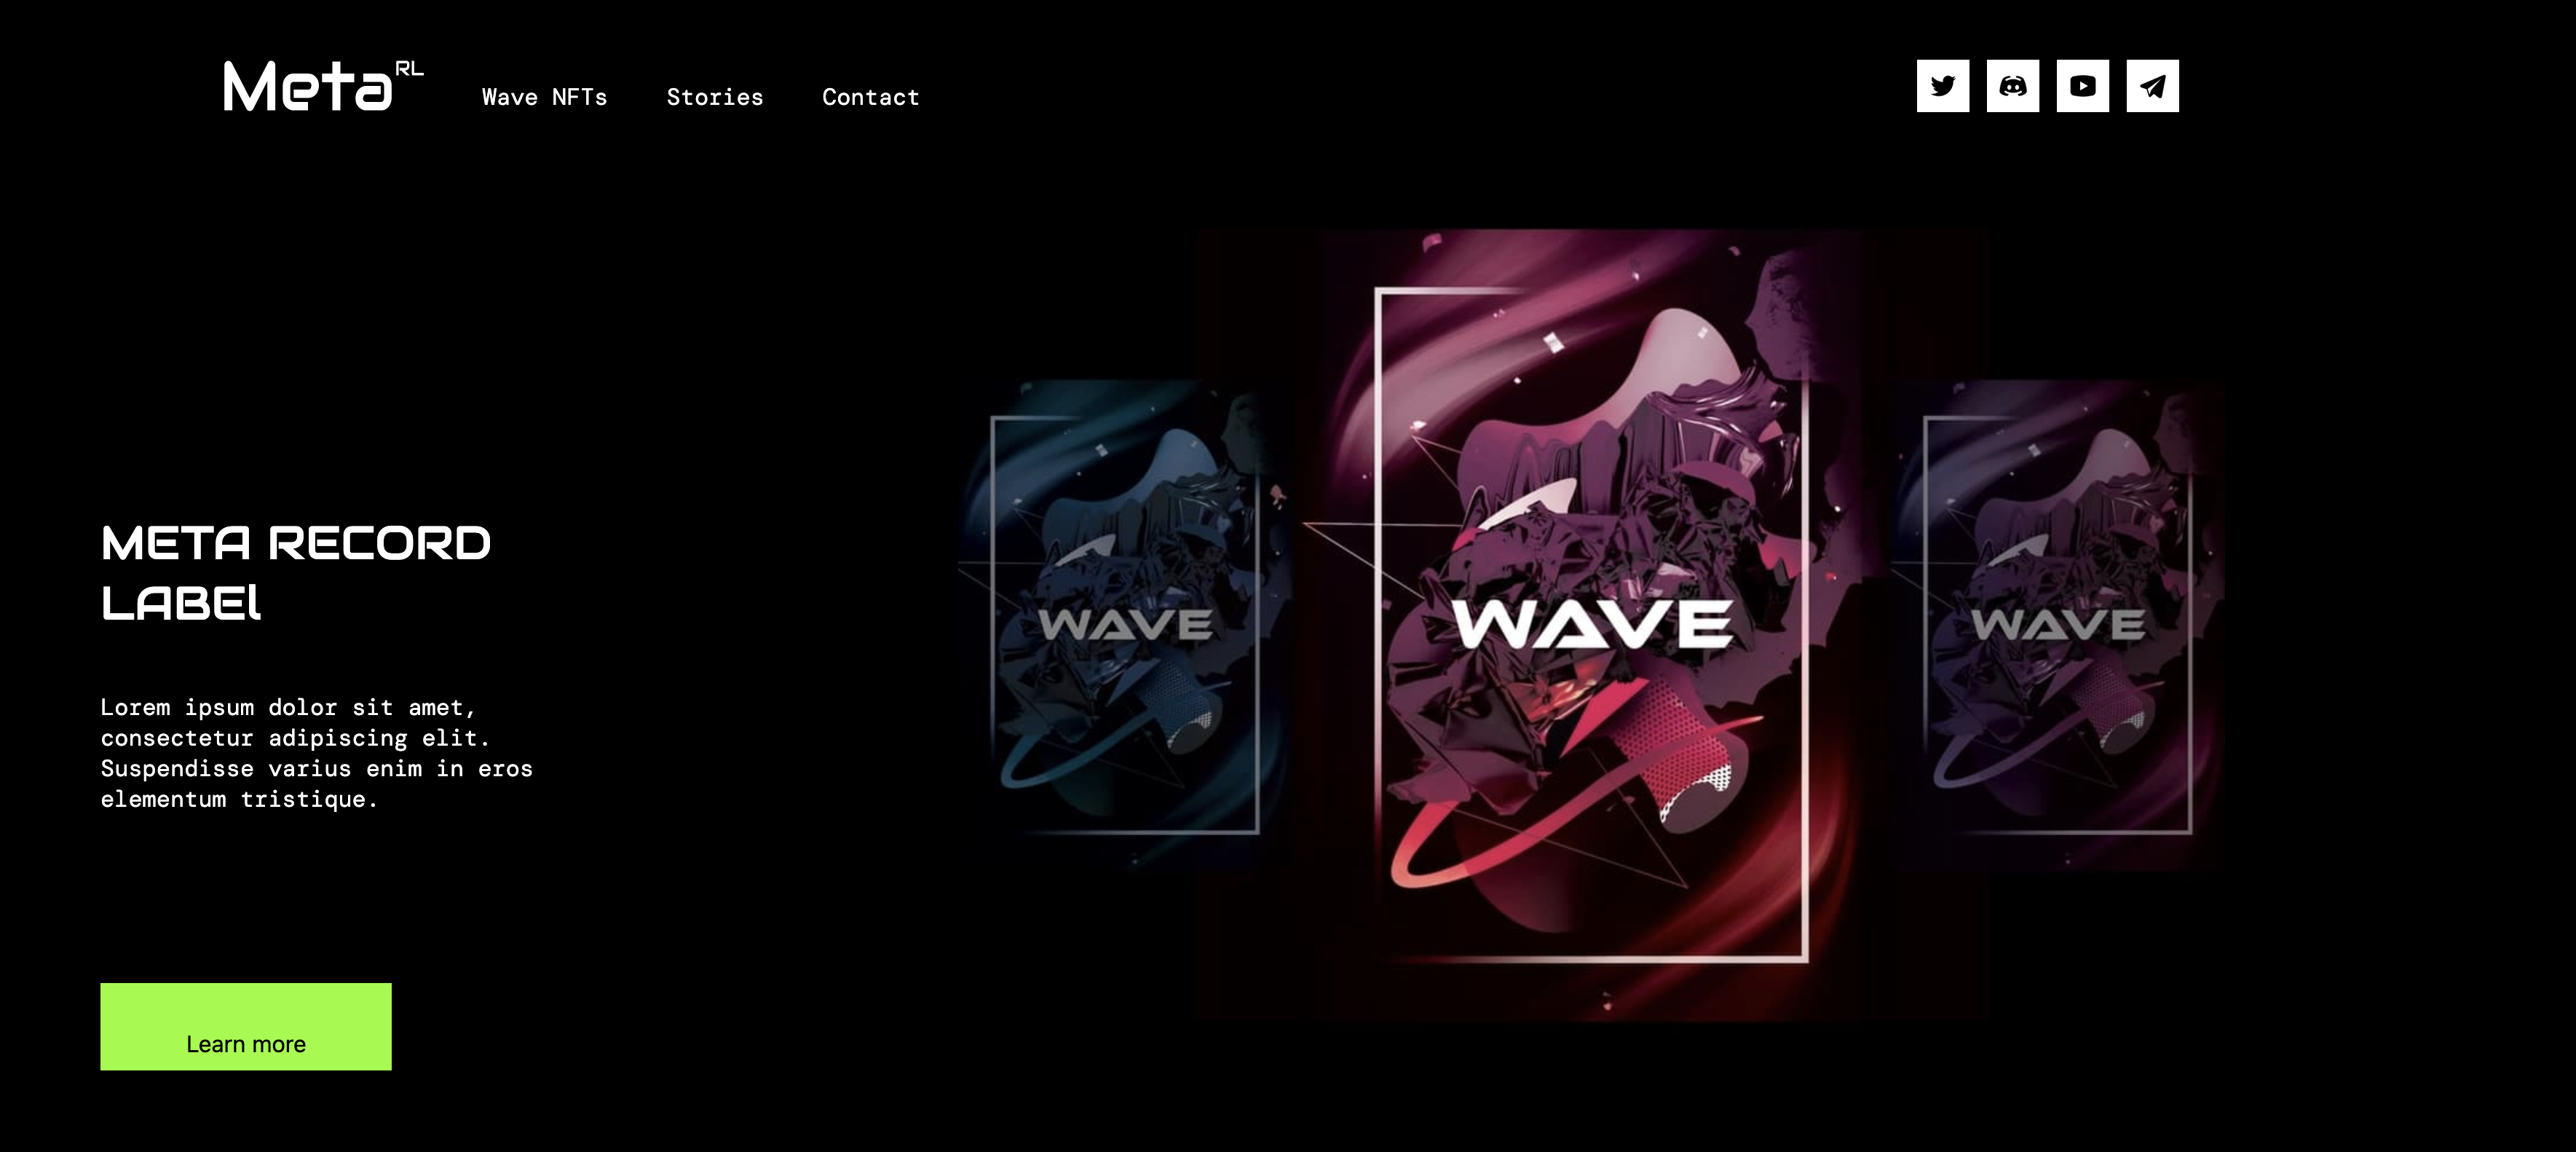 Meta RL
Wave NFTs
Stories
Contact
META RECORD
LABEl
Lorem ipsum dolor sit amet,
consectetur adipiscing elit.
Suspendisse varius enim in eros
elementum tristique.
WAVE
WAVE
WAVE
Learn more